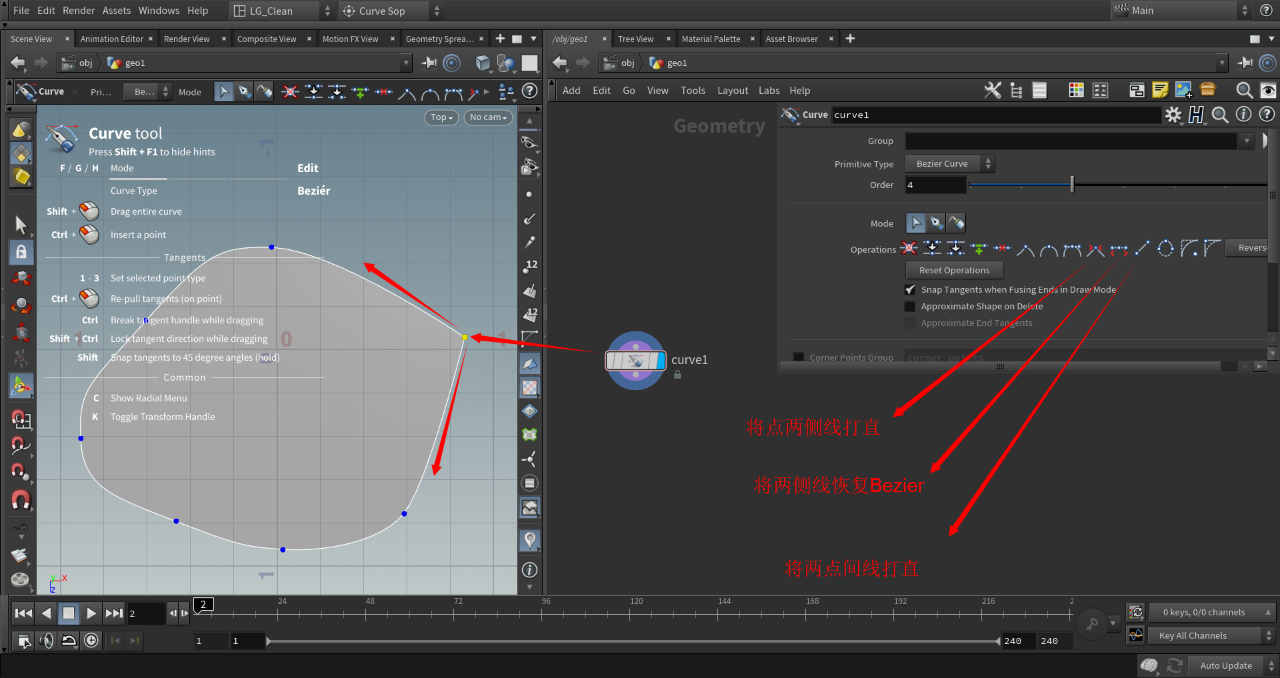 File Edit Render Assets Windows Help LG_Clean Curve Sop Main
Scene View × Animation Editor × Render View × Composite View × Motion FX View × Geometry Sprea... × +
/obj/geo1 × Tree View × Material Palette × Asset Browser × +
obj geo1
obj geo1
Curve Pri... Be... Mode
Add Edit Go View Tools Layout Labs Help
Top No cam
Curve tool
Press Shift + F1 to hide hints
F / G / H Mode Edit
Curve Type Beziér
Shift + Drag entire curve
Ctrl + Insert a point
Tangents
1 - 3 Set selected point type
Ctrl + Re-pull tangents (on point)
Ctrl Break tangent handle while dragging
Shift + Ctrl Lock tangent direction while dragging
Shift Snap tangents to 45 degree angles (hold)
Common
C Show Radial Menu
K Toggle Transform Handle
0
12
12
Geometry
Curve curve1
Group
Primitive Type Bezier Curve
Order 4
Mode
Operations Revers
Reset Operations
Snap Tangents when Fusing Ends in Draw Mode
Approximate Shape on Delete
Approximate End Tangents
Corner Points Group corner_points
curve1
将点两侧线打直
将两侧线恢复Bezier
将两点间线打直
2 2 24 48 72 96 120 144 168 192 216 2
0 keys, 0/0 channels
1 1 240 240
Key All Channels
Auto Update